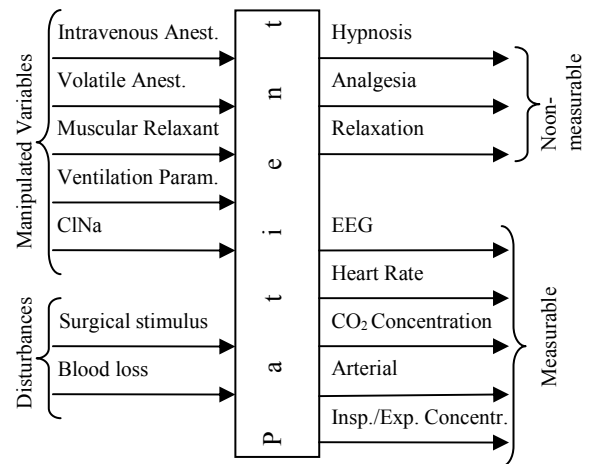 Manipulated Variables
Intravenous Anest.
Volatile Anest.
Muscular Relaxant
Ventilation Param.
ClNa
Disturbances
Surgical stimulus
Blood loss
Patient
Hypnosis
Analgesia
Relaxation
Noon-
measurable
EEG
Heart Rate
CO₂ Concentration
Arterial
Insp./Exp. Concentr.
Measurable